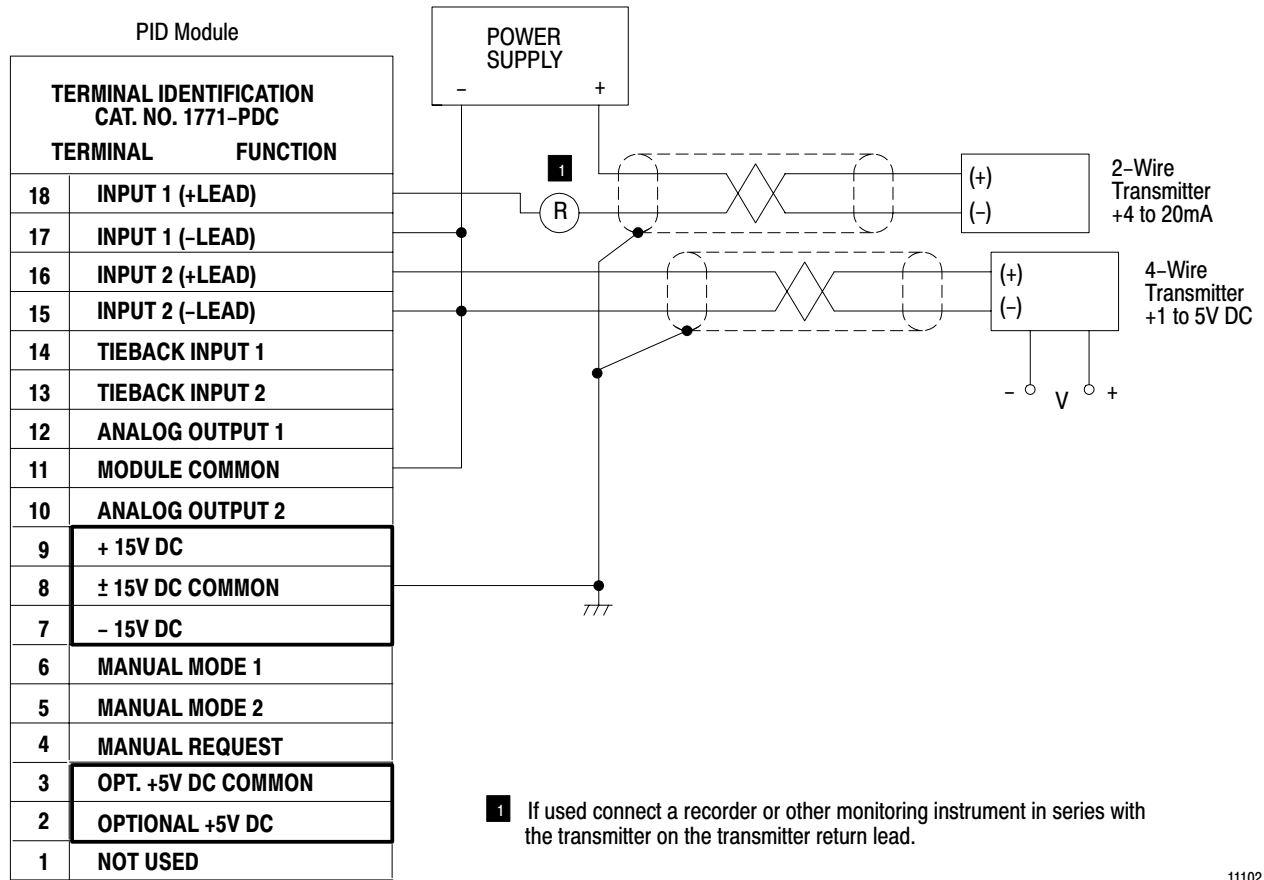 PID Module
POWER
SUPPLY
– +
TERMINAL IDENTIFICATION
CAT. NO. 1771–PDC
TERMINAL FUNCTION
18 INPUT 1 (+LEAD)
17 INPUT 1 (–LEAD)
16 INPUT 2 (+LEAD)
15 INPUT 2 (–LEAD)
14 TIEBACK INPUT 1
13 TIEBACK INPUT 2
12 ANALOG OUTPUT 1
11 MODULE COMMON
10 ANALOG OUTPUT 2
9 + 15V DC
8 ± 15V DC COMMON
7 – 15V DC
6 MANUAL MODE 1
5 MANUAL MODE 2
4 MANUAL REQUEST
3 OPT. +5V DC COMMON
2 OPTIONAL +5V DC
1 NOT USED
1
R
(+)
(–)
2–Wire
Transmitter
+4 to 20mA
(+)
(–)
4–Wire
Transmitter
+1 to 5V DC
– V +
1 If used connect a recorder or other monitoring instrument in series with
the transmitter on the transmitter return lead.
11102